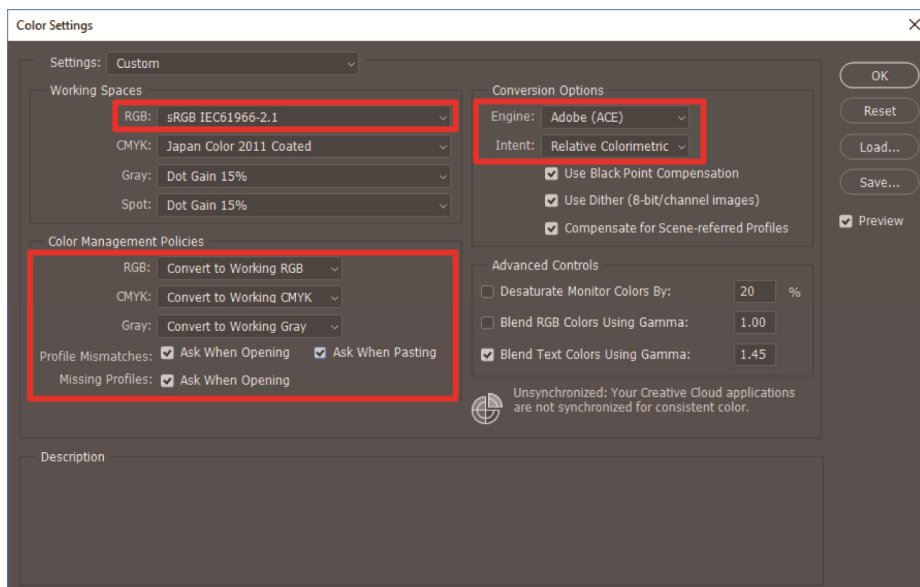 Color Settings
Settings: Custom
Working Spaces
RGB: sRGB IEC61966-2.1
CMYK: Japan Color 2011 Coated
Gray: Dot Gain 15%
Spot: Dot Gain 15%
Color Management Policies
RGB: Convert to Working RGB
CMYK: Convert to Working CMYK
Gray: Convert to Working Gray
Profile Mismatches: Ask When Opening Ask When Pasting
Missing Profiles: Ask When Opening
Conversion Options
Engine: Adobe (ACE)
Intent: Relative Colorimetric
Use Black Point Compensation
Use Dither (8-bit/channel images)
Compensate for Scene-referred Profiles
Advanced Controls
Desaturate Monitor Colors By: 20 %
Blend RGB Colors Using Gamma: 1.00
Blend Text Colors Using Gamma: 1.45
Unsynchronized: Your Creative Cloud applications
are not synchronized for consistent color.
OK
Reset
Load...
Save...
Preview
Description